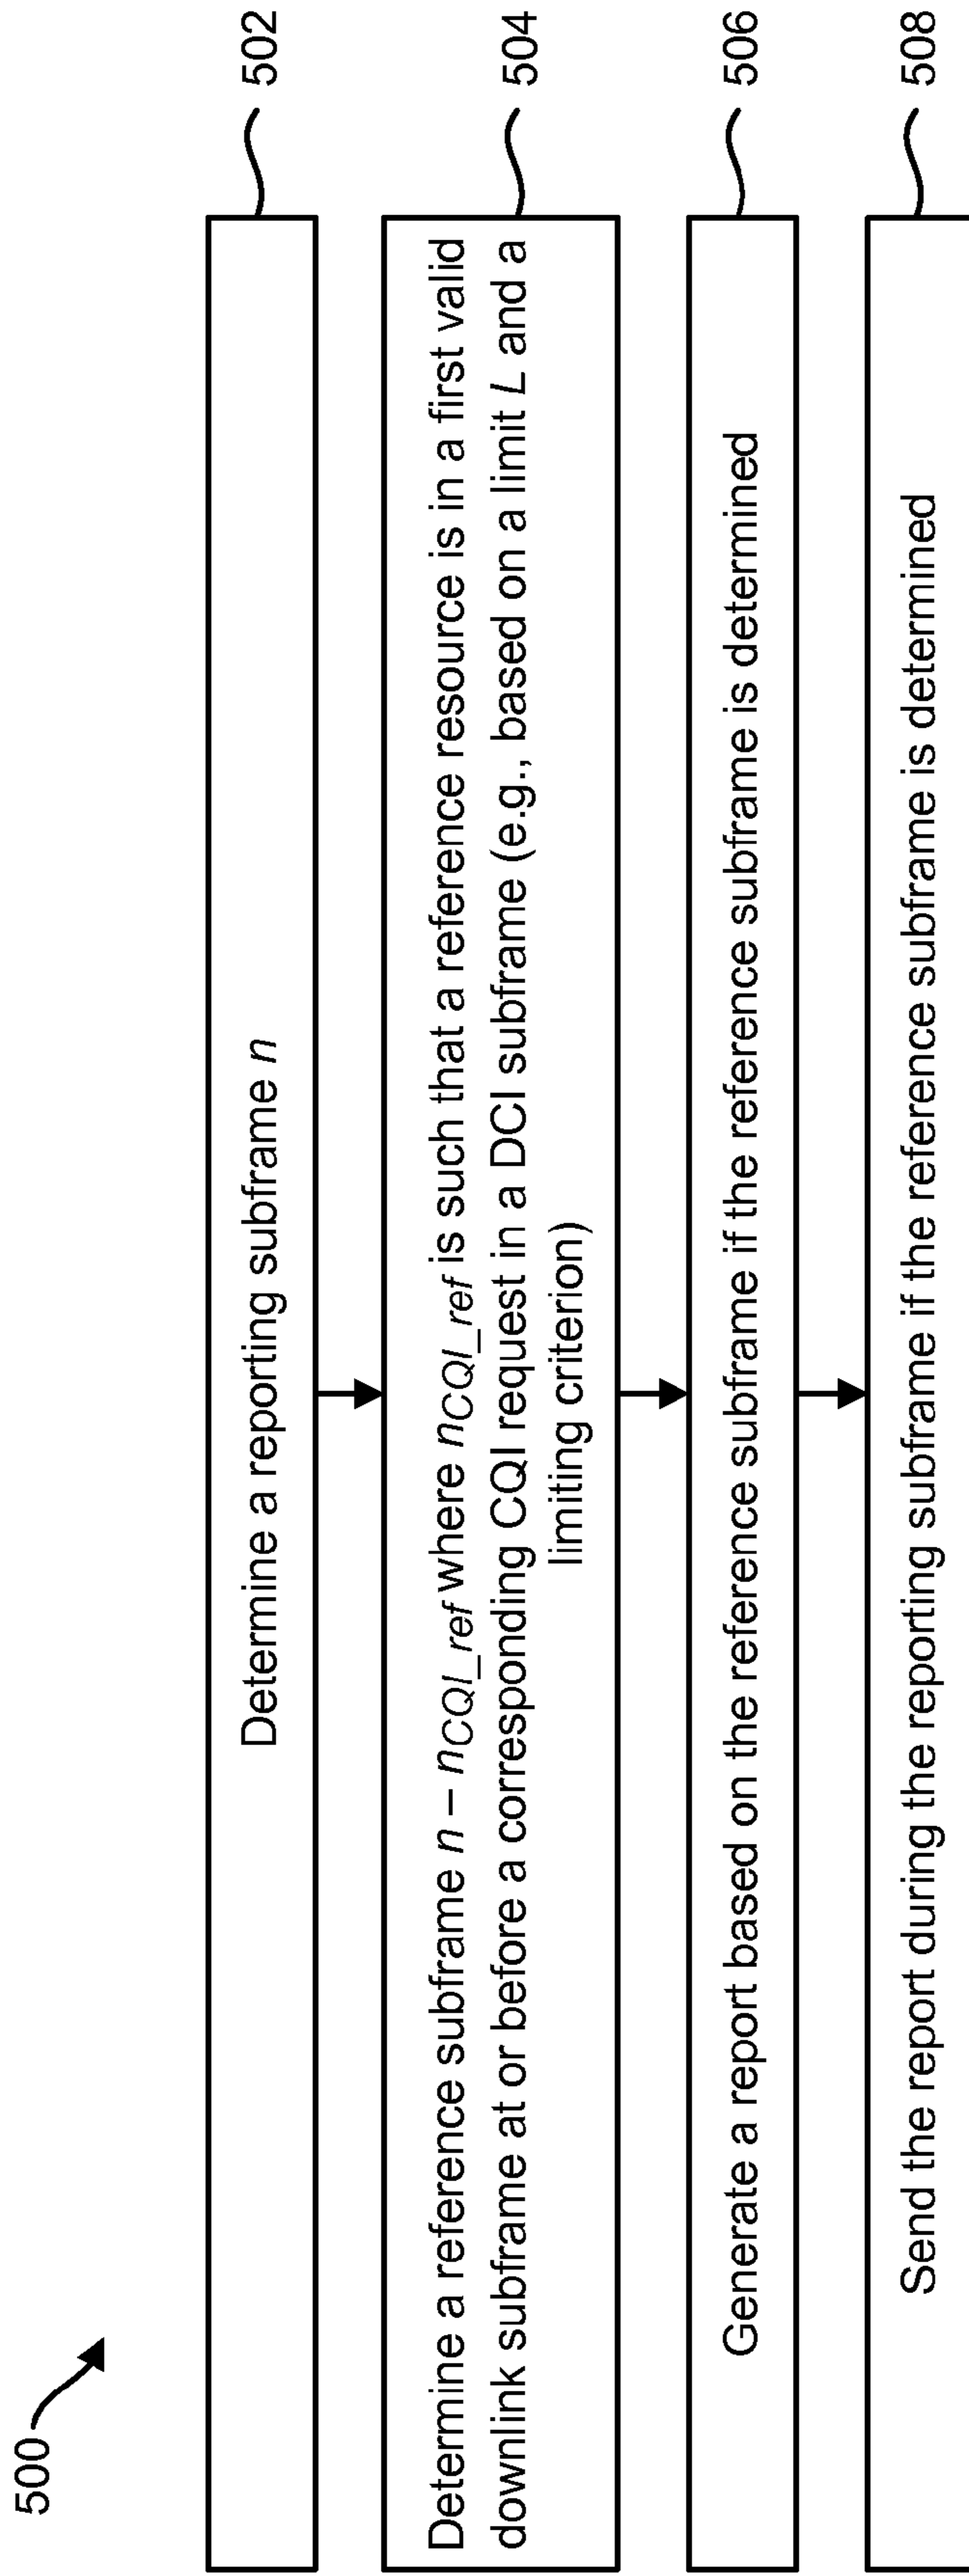 500
Determine a reporting subframe n
502
Determine a reference subframe n – nCQI_ref where nCQI_ref is such that a reference resource is in a first valid
downlink subframe at or before a corresponding CQI request in a DCI subframe (e.g., based on a limit L and a
limiting criterion)
504
Generate a report based on the reference subframe if the reference subframe is determined
506
Send the report during the reporting subframe if the reference subframe is determined
508